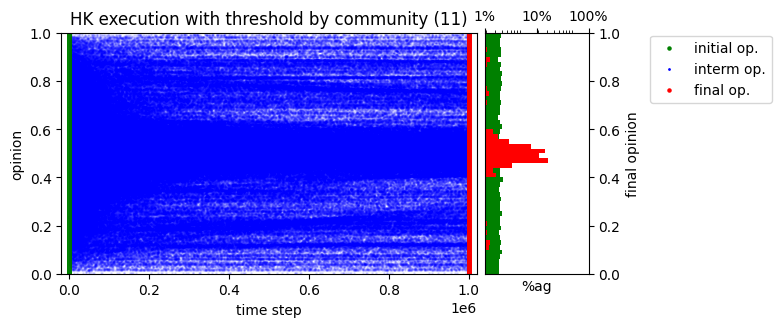 HK execution with threshold by community (11)
1% 10% 100%
1.0 1.0
0.8 0.8
0.6 0.6
0.4 0.4
0.2 0.2
0.0 0.0
opinion
final opinion
0.0 0.2 0.4 0.6 0.8 1.0
1e6
time step
%ag
initial op.
interm op.
final op.